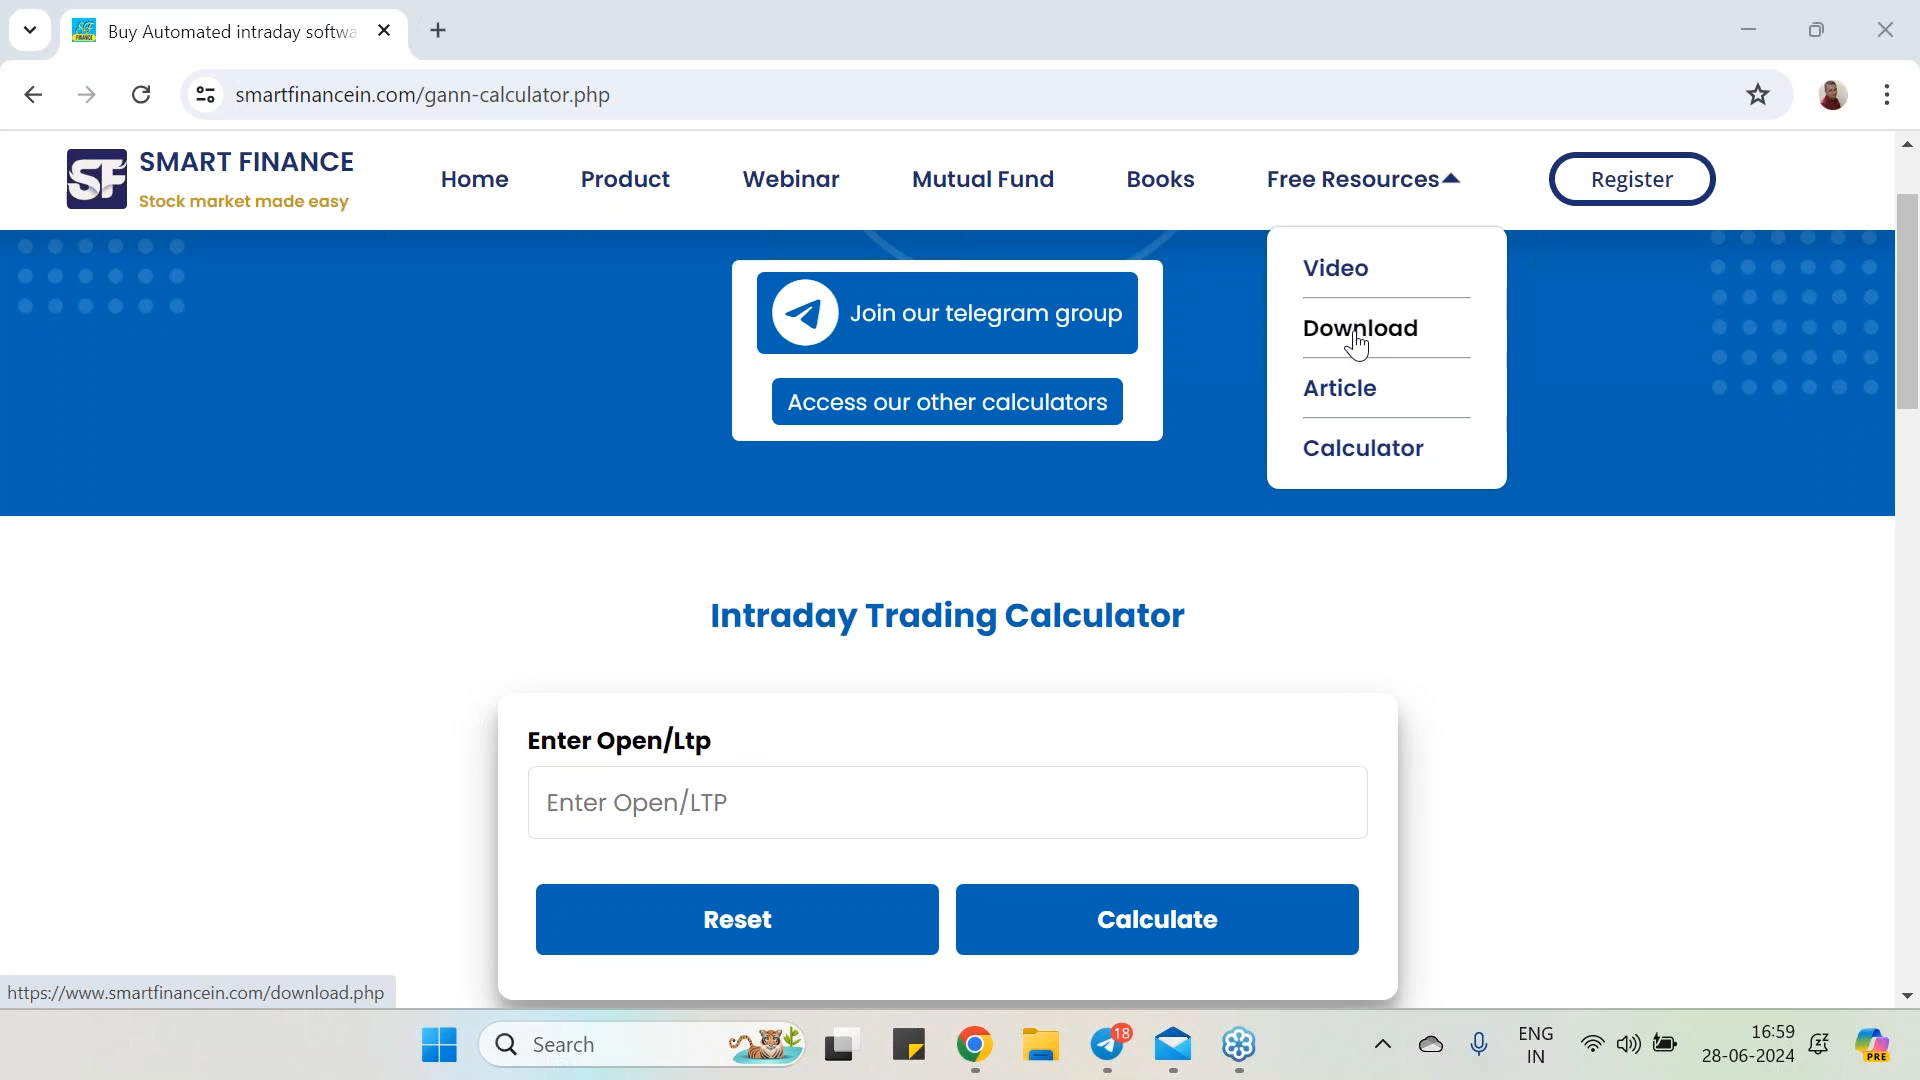 Buy Automated intraday softwa
smartfinancein.com/gann-calculator.php
SF
SMART FINANCE
Stock market made easy
Home
Product
Webinar
Mutual Fund
Books
Free Resources
Register
Video
Download
Article
Calculator
Join our telegram group
Access our other calculators
Intraday Trading Calculator
Enter Open/Ltp
Enter Open/LTP
Reset
Calculate
https://www.smartfinancein.com/download.php
Search
18
ENG
IN
16:59
28-06-2024
PRE